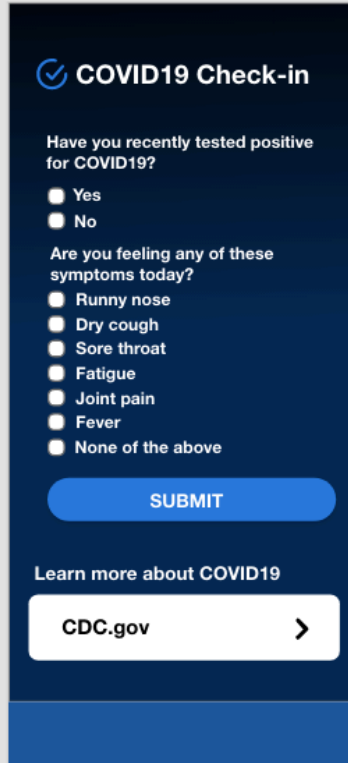 COVID19 Check-in
Have you recently tested positive
for COVID19?
Yes
No
Are you feeling any of these
symptoms today?
Runny nose
Dry cough
Sore throat
Fatigue
Joint pain
Fever
None of the above
SUBMIT
Learn more about COVID19
CDC.gov